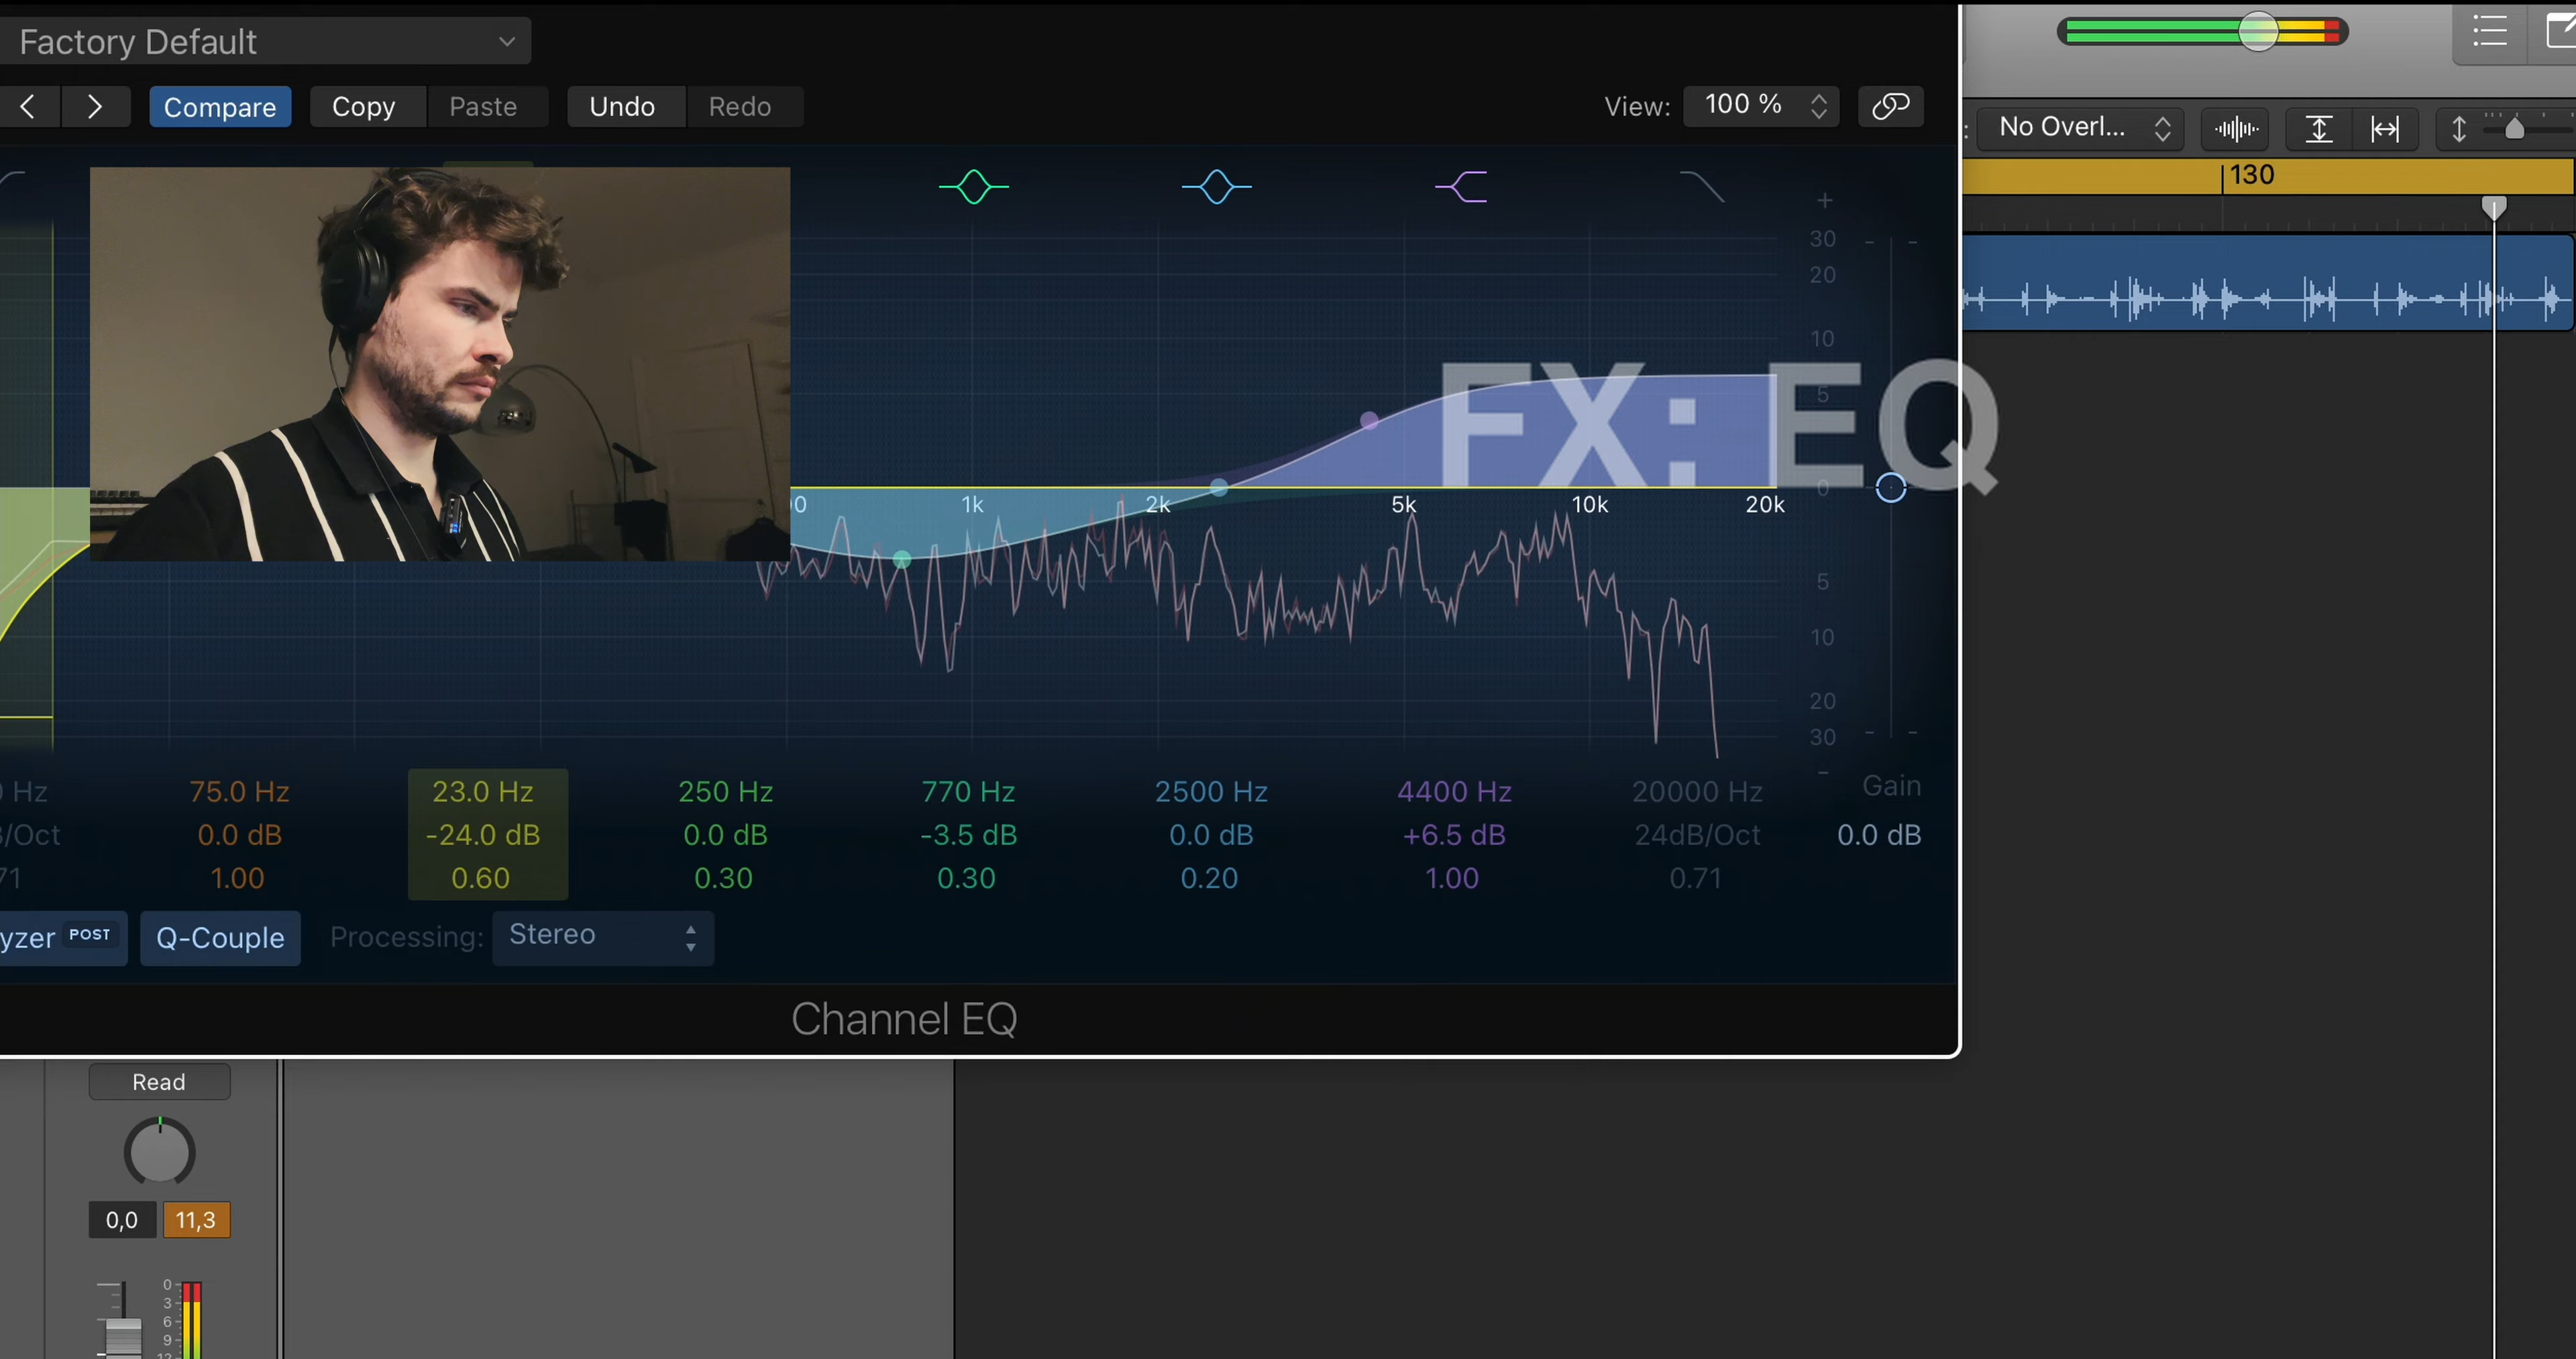 Factory Default
Compare Copy Paste Undo Redo View: 100 %
No Overl...
130
+
30
20
10
5
0
FX: EQ
1k 2k 5k 10k 20k
5
10
20
30
-
Hz 75.0 Hz 23.0 Hz 250 Hz 770 Hz 2500 Hz 4400 Hz 20000 Hz Gain
/Oct 0.0 dB -24.0 dB 0.0 dB -3.5 dB 0.0 dB +6.5 dB 24dB/Oct 0.0 dB
71 1.00 0.60 0.30 0.30 0.20 1.00 0.71
yzer POST Q-Couple Processing: Stereo
Channel EQ
Read
0,0 11,3
0
3
6
9